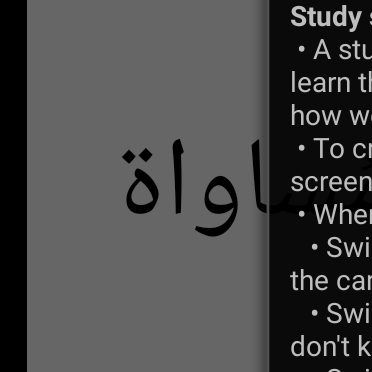 ساواة
Study s
• A stu
learn th
how we
• To cr
screen
• When
• Swi
the car
• Swi
don't k